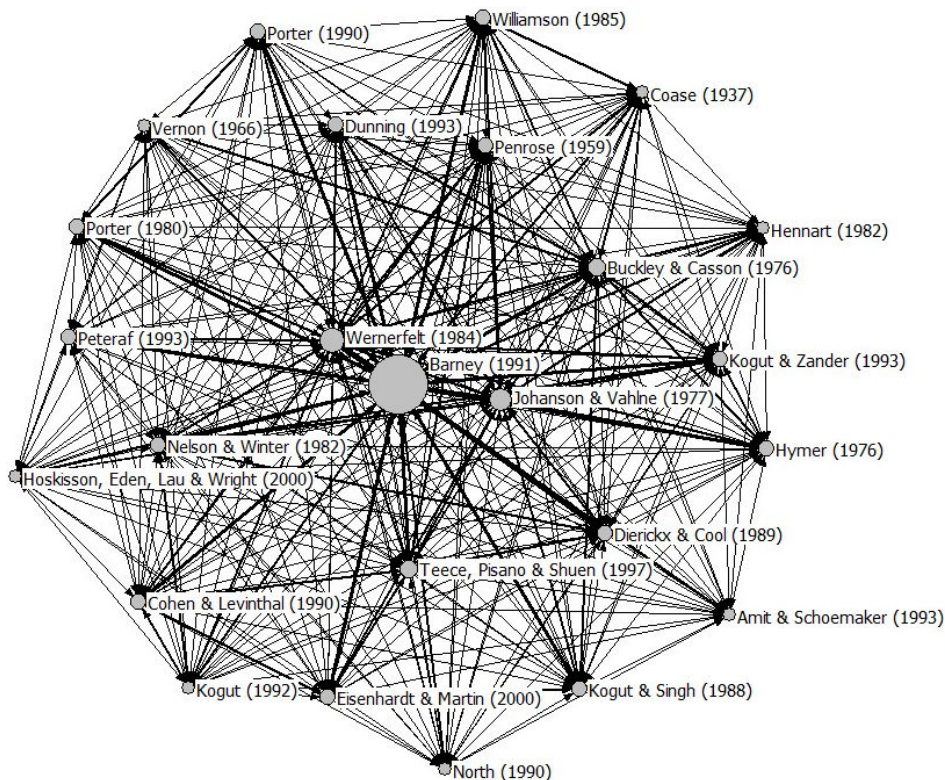 Williamson (1985)
Porter (1990)
Coase (1937)
Vernon (1966)
Dunning (1993)
Penrose (1959)
Porter (1980)
Hennart (1982)
Buckley & Casson (1976)
Peteraf (1993)
Wernerfelt (1984)
Barney (1991)
Kogut & Zander (1993)
Johanson & Vahlne (1977)
Nelson & Winter (1982)
Hymer (1976)
Hoskisson, Eden, Lau & Wright (2000)
Dierickx & Cool (1989)
Teece, Pisano & Shuen (1997)
Cohen & Levinthal (1990)
Amit & Schoemaker (1993)
Kogut (1992)
Eisenhardt & Martin (2000)
Kogut & Singh (1988)
North (1990)